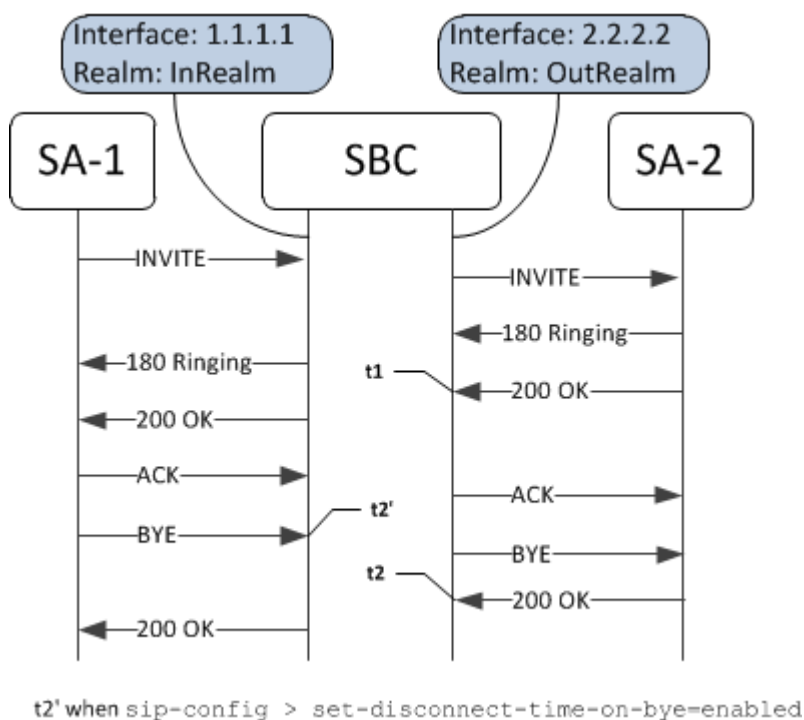 Interface: 1.1.1.1
Realm: InRealm
Interface: 2.2.2.2
Realm: OutRealm
SA-1
SBC
SA-2
INVITE
INVITE
180 Ringing
180 Ringing
t1
200 OK
200 OK
ACK
ACK
t2'
BYE
BYE
t2
200 OK
200 OK
t2' when sip-config > set-disconnect-time-on-bye=enabled